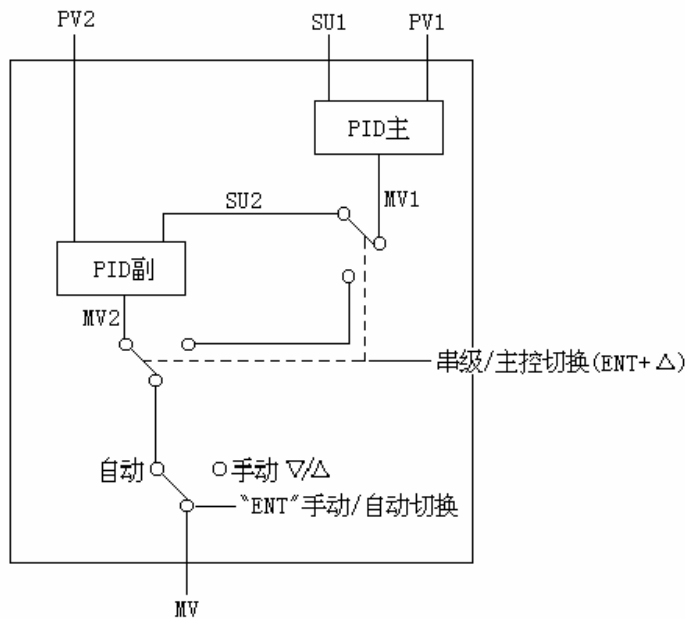 PV2
SU1
PV1
PID主
SU2
MV1
PID副
MV2
串级/主控切换(ENT+△)
自动
手动 ▽/△
"ENT"手动/自动切换
MV